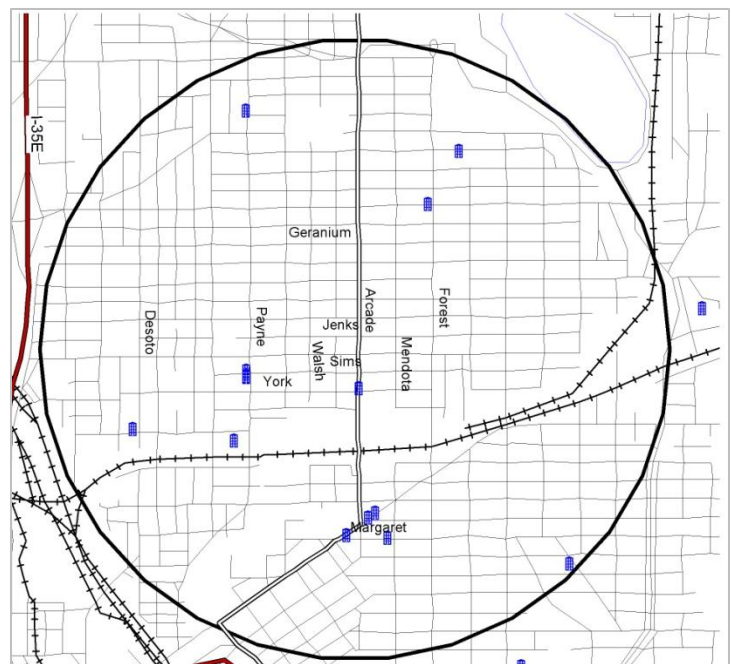 I-35E
Geranium
Desoto
Payne
Jenks
Arcade
Forest
Walsh
Sims
Mendota
York
Margaret